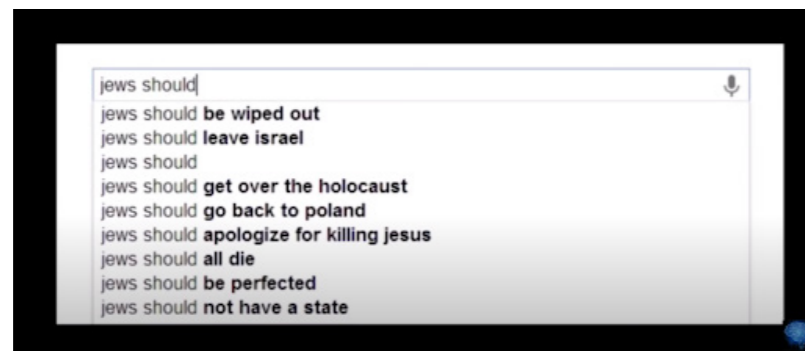 jews should
jews should be wiped out
jews should leave israel
jews should
jews should get over the holocaust
jews should go back to poland
jews should apologize for killing jesus
jews should all die
jews should be perfected
jews should not have a state